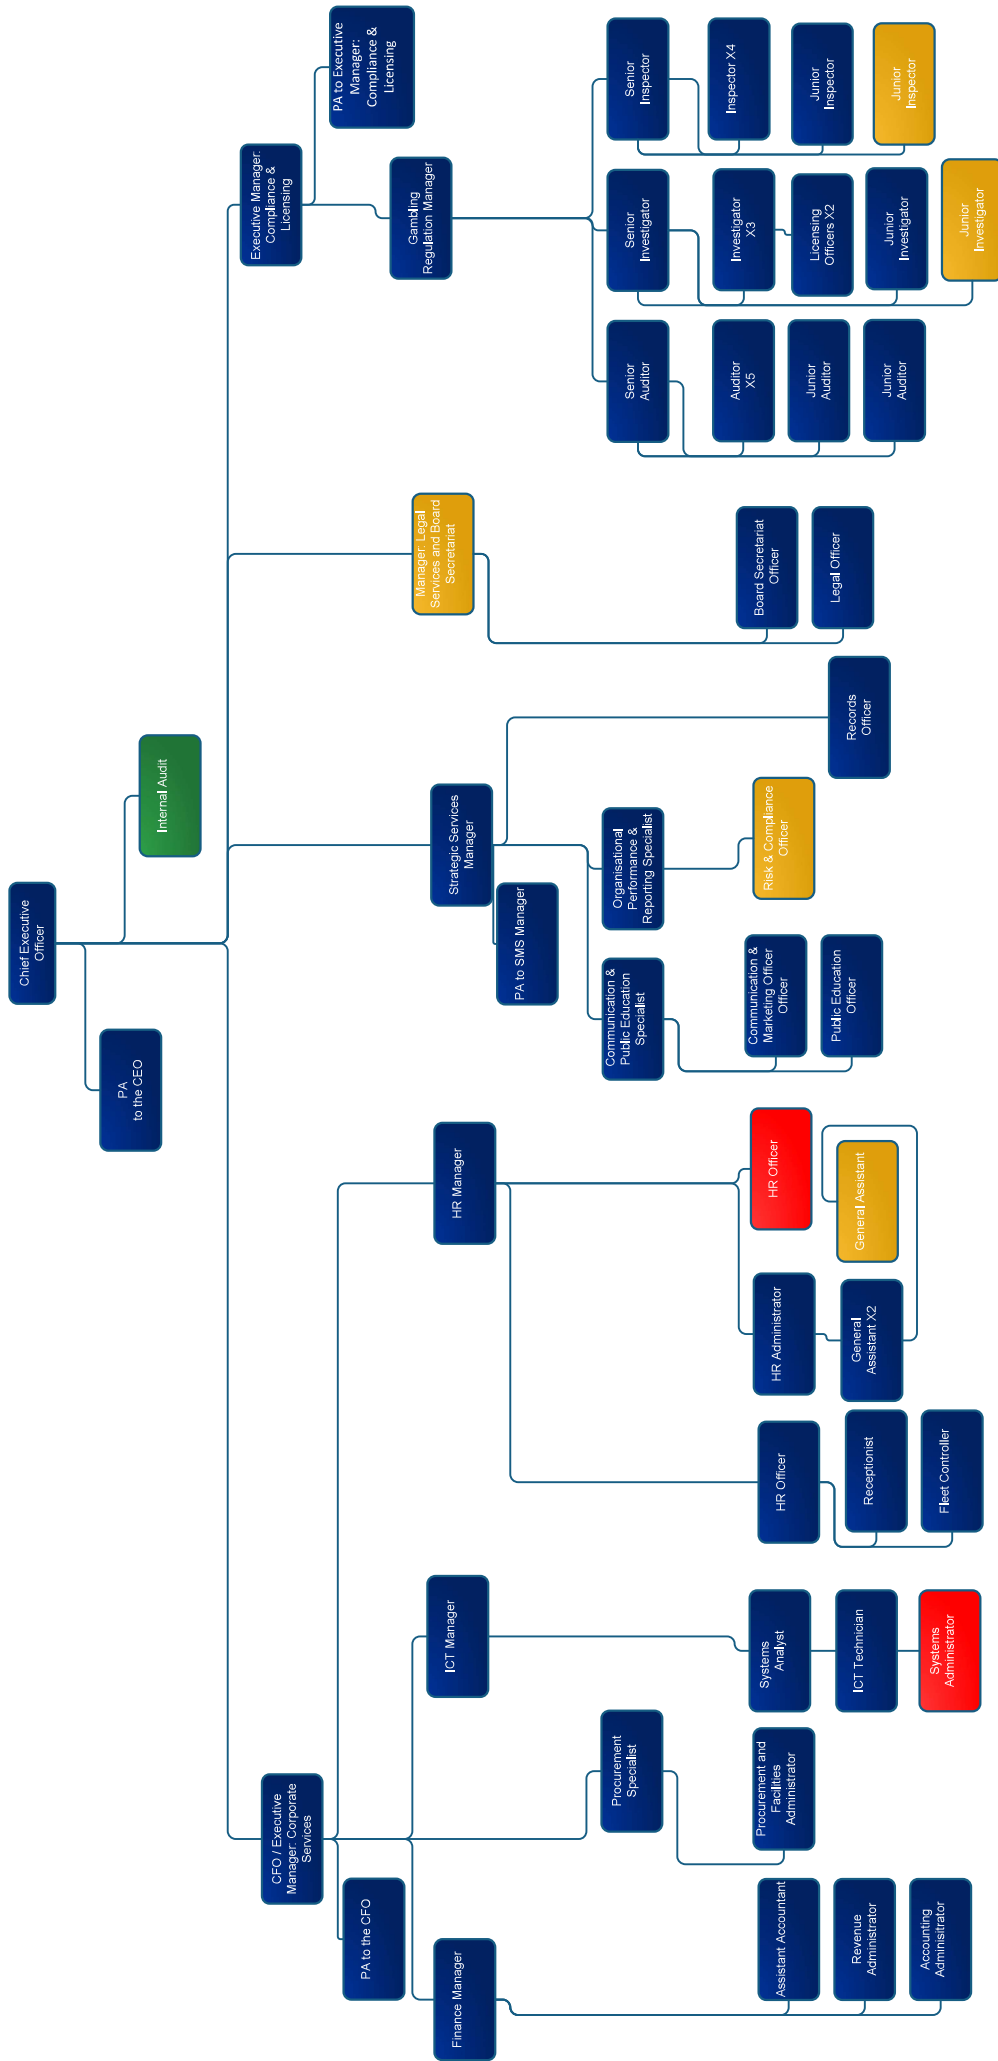 Chief Executive
Officer
PA
to the CEO
Internal Audit
CFO / Executive
Manager: Corporate
Services
Executive Manager:
Compliance &
Licensing
PA to the CFO
PA to Executive
Manager:
Compliance &
Licensing
Finance Manager
ICT Manager
HR Manager
Strategic Services
Manager
Manager: Legal
Services and Board
Secretariat
Gambling
Regulation Manager
PA to SMS Manager
Procurement
Specialist
Communication &
Public Education
Specialist
Organisational
Performance &
Reporting Specialist
Senior
Auditor
Senior
Investigator
Senior
Inspector
Assistant Accountant
Procurement and
Facilities
Administrator
Systems
Analyst
HR Officer
HR Administrator
HR Officer
Communication &
Marketing Officer
Officer
Risk & Compliance
Officer
Board Secretariat
Officer
Auditor
X5
Investigator
X3
Inspector X4
Revenue
Administrator
ICT Technician
Receptionist
General
Assistant X2
General Assistant
Public Education
Officer
Records
Officer
Legal Officer
Junior
Auditor
Licensing
Officers X2
Junior
Inspector
Accounting
Adminisitrator
Systems
Administrator
Fleet Controller
Junior
Auditor
Junior
Investigator
Junior
Inspector
Junior
Investigator